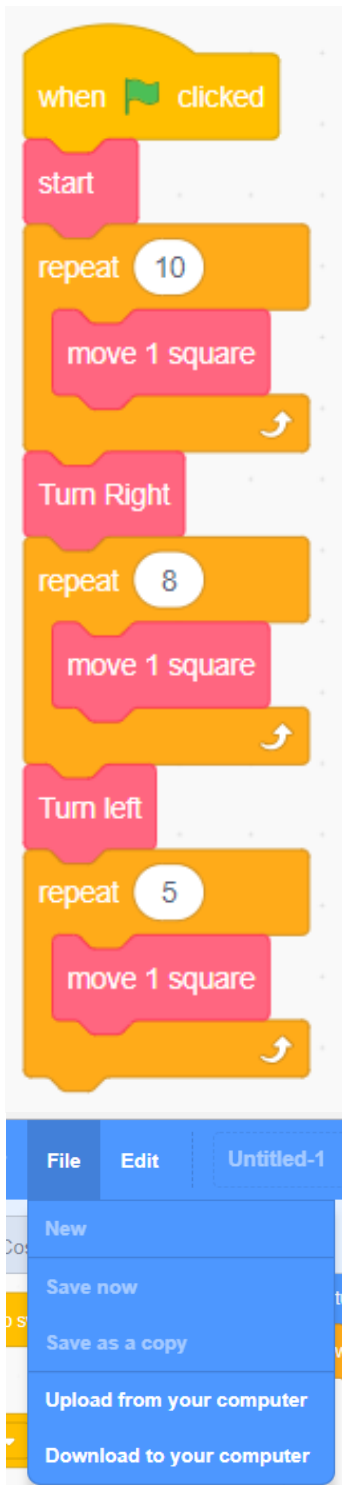 when clicked
start
repeat 10
move 1 square
Turn Right
repeat 8
move 1 square
Turn left
repeat 5
move 1 square
File Edit Untitled-1
New
Save now
Save as a copy
Upload from your computer
Download to your computer